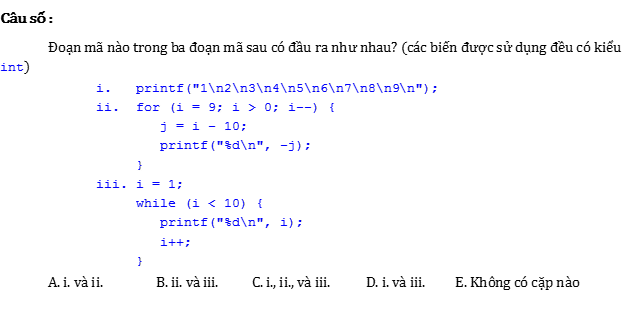 Câu số :
Đoạn mã nào trong ba đoạn mã sau có đầu ra như nhau? (các biến được sử dụng đều có kiểu
int)
i. printf("1\n2\n3\n4\n5\n6\n7\n8\n9\n");
ii. for (i = 9; i > 0; i--) {
j = i - 10;
printf("%d\n", -j);
}
iii. i = 1;
while (i < 10) {
printf("%d\n", i);
i++;
}
A. i. và ii. B. ii. và iii. C. i., ii., và iii. D. i. và iii. E. Không có cặp nào